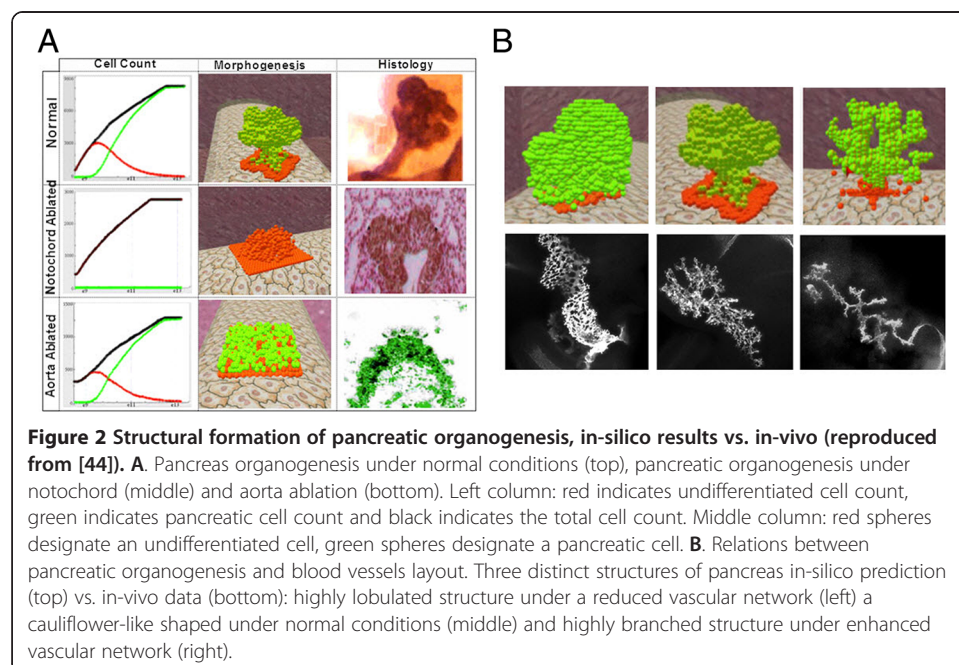 A
B
Cell Count
Morphogenesis
Histology
Normal
Notochord Ablated
Aorta Ablated
Figure 2 Structural formation of pancreatic organogenesis, in-silico results vs. in-vivo (reproduced
from [44]). A. Pancreas organogenesis under normal conditions (top), pancreatic organogenesis under
notochord (middle) and aorta ablation (bottom). Left column: red indicates undifferentiated cell count,
green indicates pancreatic cell count and black indicates the total cell count. Middle column: red spheres
designate an undifferentiated cell, green spheres designate a pancreatic cell. B. Relations between
pancreatic organogenesis and blood vessels layout. Three distinct structures of pancreas in-silico prediction
(top) vs. in-vivo data (bottom): highly lobulated structure under a reduced vascular network (left) a
cauliflower-like shaped under normal conditions (middle) and highly branched structure under enhanced
vascular network (right).